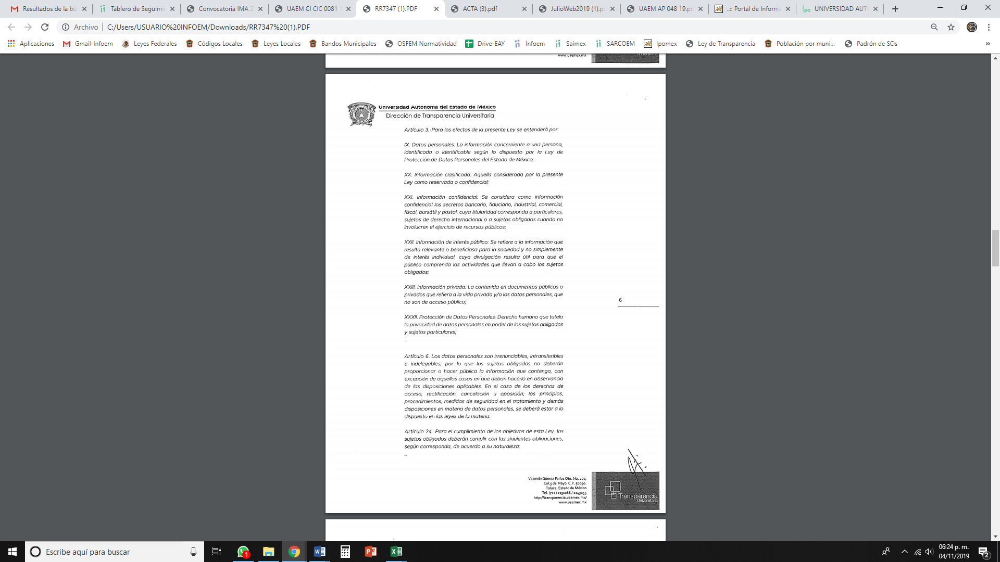 Resultados de la bú
Tablero de Seguimie
Convocatoria IMA 2
UAEM CI CIC 0081 1
RR7347 (1).PDF
ACTA (3).pdf
JulioWeb2019 (1).pd
UAEM AP 048 19.pd
..:: Portal de Informa
UNIVERSIDAD AUTÓ
Archivo
C:/Users/USUARIO%20INFOEM/Downloads/RR7347%20(1).PDF
Aplicaciones
Gmail-Infoem
Leyes Federales
Códigos Locales
Leyes Locales
Bandos Municipales
OSFEM Normatividad
Drive-EAY
Infoem
Saimex
SARCOEM
Ipomex
Ley de Transparencia
Población por muni...
Padrón de SOs
»
www.uaemex.mx
Universitaria
Universidad Autónoma del Estado de México
Dirección de Transparencia Universitaria
Artículo 3.-Para los efectos de la presente Ley se entenderá por:
IX. Datos personales: La información concerniente a una persona,
identificada o identificable según lo dispuesto por la Ley de
Protección de Datos Personales del Estado de México;
XX. Información clasificada: Aquella considerada por la presente
Ley como reservada o confidencial;
XXI. Información confidencial: Se considera como información
confidencial los secretos bancario, fiduciario, industrial, comercial,
fiscal, bursátil y postal, cuya titularidad corresponda a particulares,
sujetos de derecho internacional o a sujetos obligados cuando no
involucren el ejercicio de recursos públicos;
XXII. Información de interés público: Se refiere a la información que
resulta relevante o beneficiosa para la sociedad y no simplemente
de interés individual, cuya divulgación resulta útil para que el
público comprenda las actividades que llevan a cabo los sujetos
obligados;
XXIII. Información privada: La contenida en documentos públicos o
privados que refiera a la vida privada y/o los datos personales, que
no son de acceso público;
6
XXXII. Protección de Datos Personales: Derecho humano que tutela
la privacidad de datos personales en poder de los sujetos obligados
y sujetos particulares;
...
Artículo 6. Los datos personales son irrenunciables, intransferibles
e indelegables, por lo que los sujetos obligados no deberán
proporcionar o hacer pública la información que contenga, con
excepción de aquellos casos en que deban hacerlo en observancia
de las disposiciones aplicables. En el caso de los derechos de
acceso, rectificación, cancelación u oposición; los principios,
procedimientos, medidas de seguridad en el tratamiento y demás
disposiciones en materia de datos personales, se deberá estar a lo
dispuesto en las leyes de la materia.
Artículo 24. Para el cumplimiento de los objetivos de esta Ley, los
sujetos obligados deberán cumplir con las siguientes obligaciones,
según corresponda, de acuerdo a su naturaleza:
...
Valentín Gómez Farías Ote. No. 200,
Col.5 de Mayo. C.P. 50090.
Toluca, Estado de México
Tel. (722) 2131086 / 2143055
http://transparencia.uaemex.mx/
www.uaemex.mx
Transparencia
Universitaria
Escribe aquí para buscar
1
06:24 p. m.
04/11/2019
2